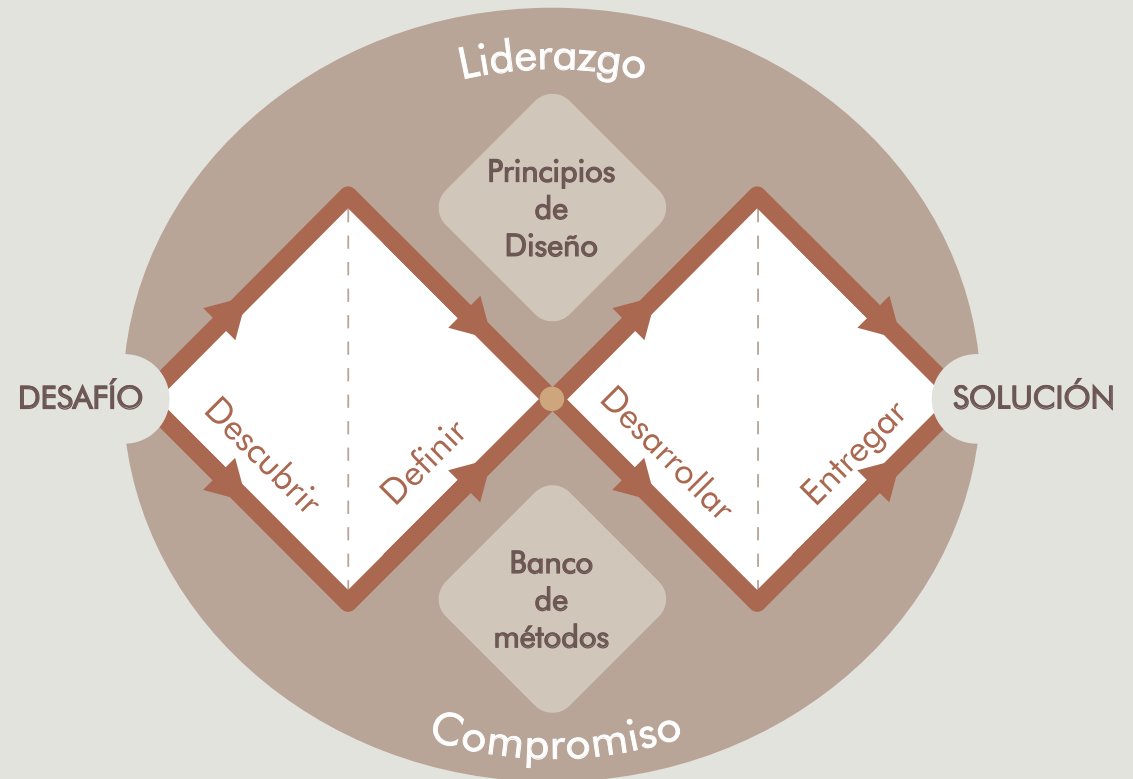 Liderazgo
Principios
de
Diseño
DESAFÍO
Descubrir
Definir
Desarrollar
Entregar
SOLUCIÓN
Banco
de
métodos
Compromiso